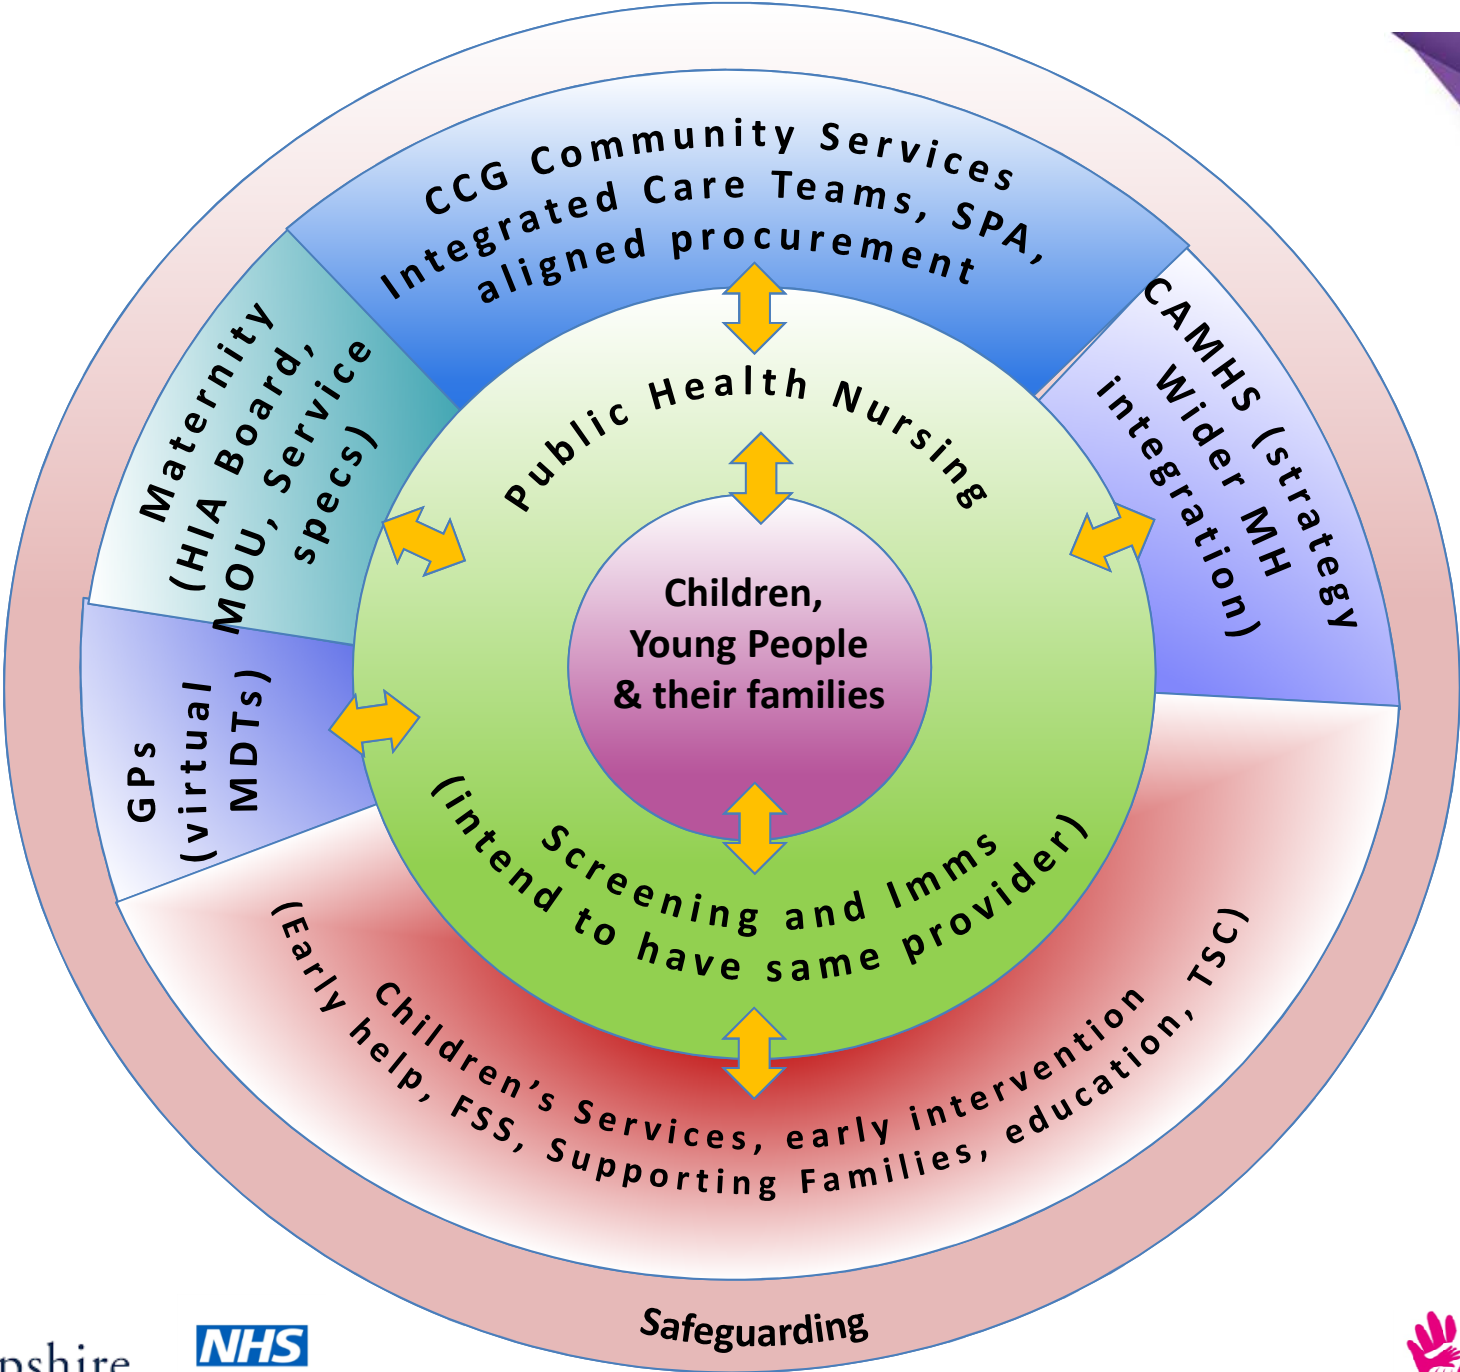 CCG Community Services
Integrated Care Teams, SPA,
aligned procurement
Maternity
(HIA Board,
MOU, Service
specs)
CAMHS (strategy
Wider MH
integration)
Public Health Nursing
Children,
Young People
& their families
GPs
(virtual
MDTs)
Screening and Imms
(intend to have same provider)
Children’s Services, early intervention
(Early help, FSS, Supporting Families, education, TSC)
Safeguarding
NHS